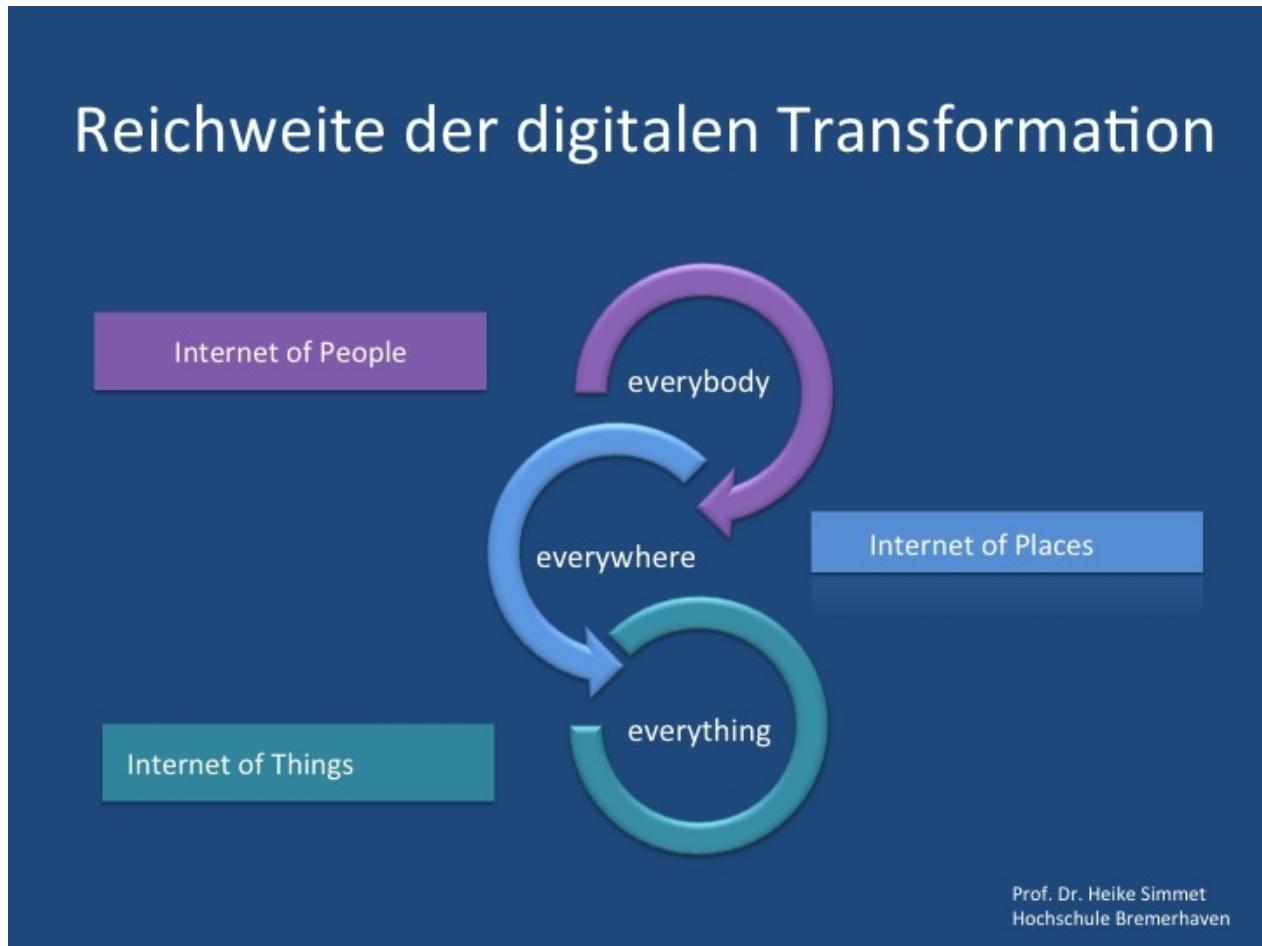 Reichweite der digitalen Transformation
Internet of People
everybody
everywhere
Internet of Places
everything
Internet of Things
Prof. Dr. Heike Simmet
Hochschule Bremerhaven